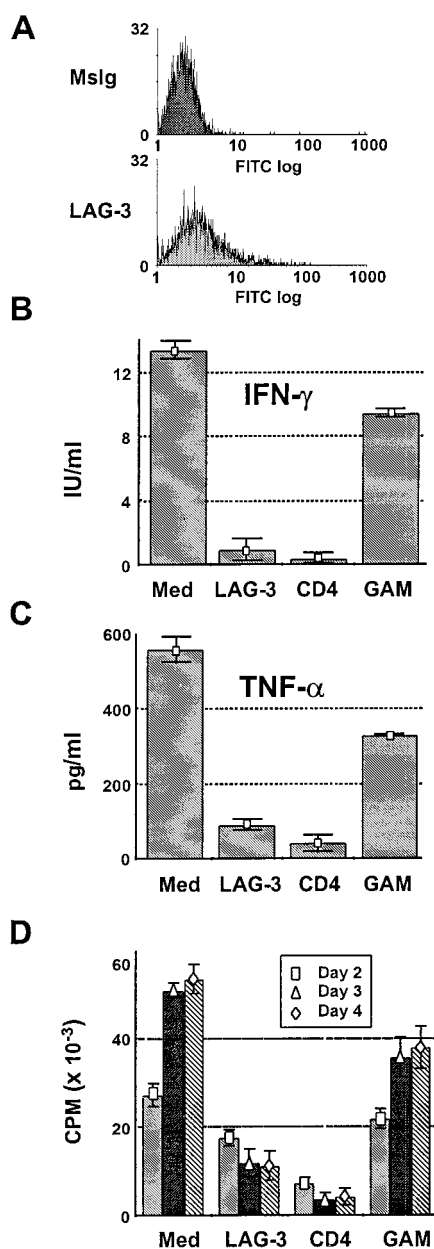 A
32
MsIg
0
1 10 100 1000
FITC log
32
LAG-3
0
1 10 100 1000
FITC log
B
12
IFN-γ
8
IU/ml
4
0
Med LAG-3 CD4 GAM
C
600
TNF-α
400
pg/ml
200
0
Med LAG-3 CD4 GAM
D
60
Day 2
Day 3
Day 4
40
CPM (x 10-3)
20
0
Med LAG-3 CD4 GAM